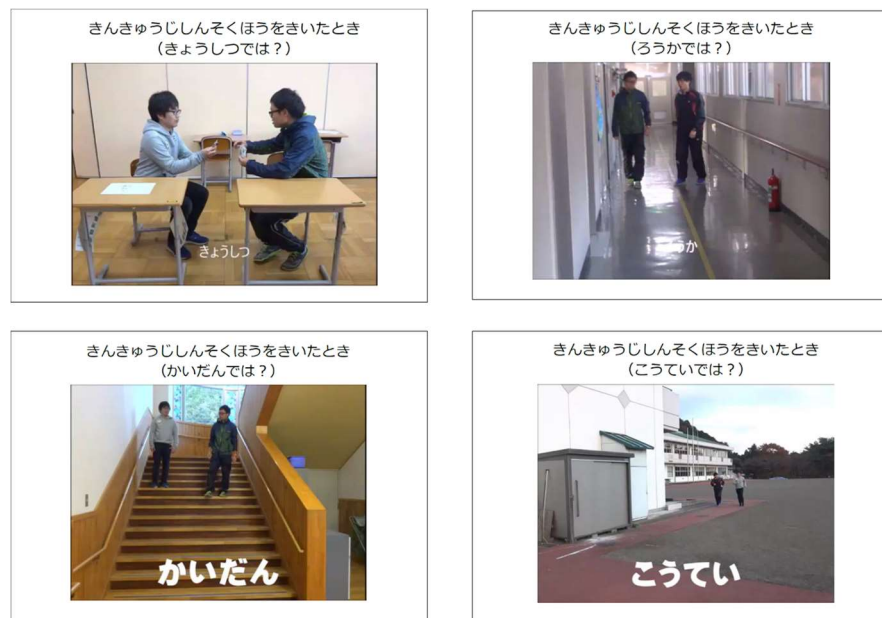 きんきゅうじしんそくほうをきいたとき
（きょうしつでは？）
きょうしつ
きんきゅうじしんそくほうをきいたとき
（ろうかでは？）
きんきゅうじしんそくほうをきいたとき
（かいだんでは？）
かいだん
きんきゅうじしんそくほうをきいたとき
（こうていでは？）
こうてい